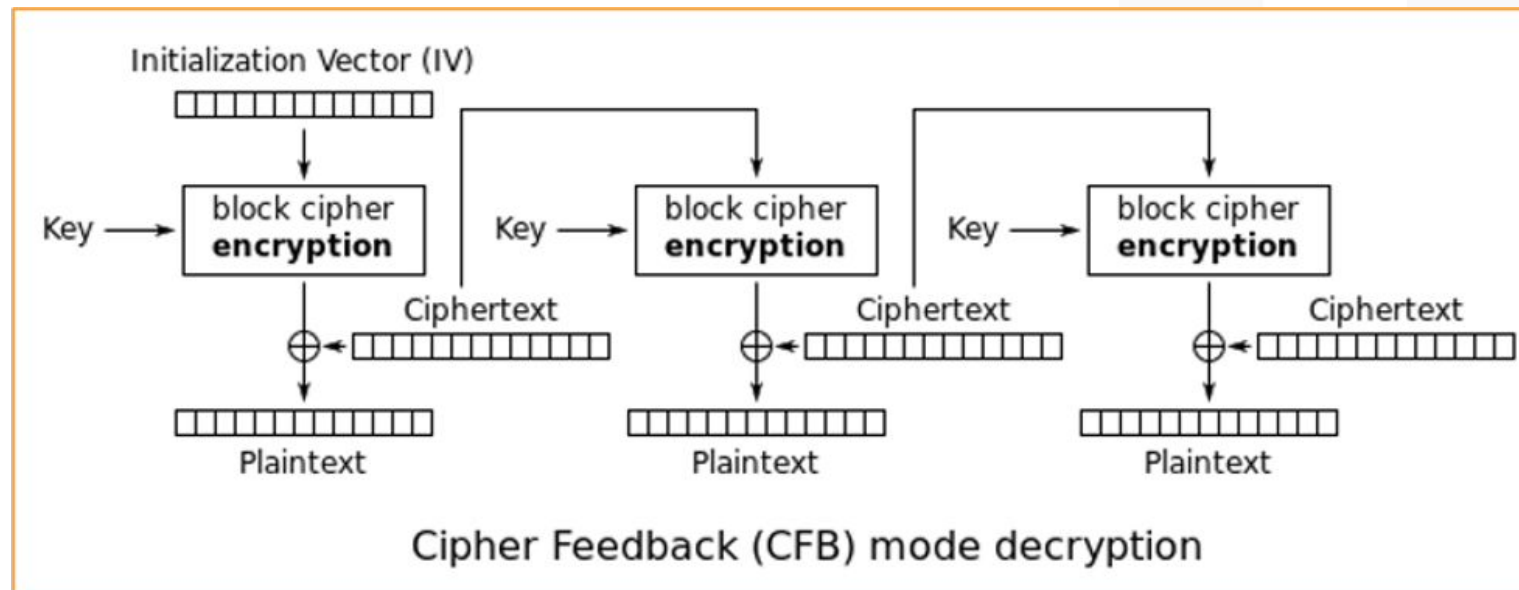 Initialization Vector (IV)
Key
block cipher
encryption
Key
block cipher
encryption
Key
block cipher
encryption
Ciphertext
Ciphertext
Ciphertext
Plaintext
Plaintext
Plaintext
Cipher Feedback (CFB) mode decryption